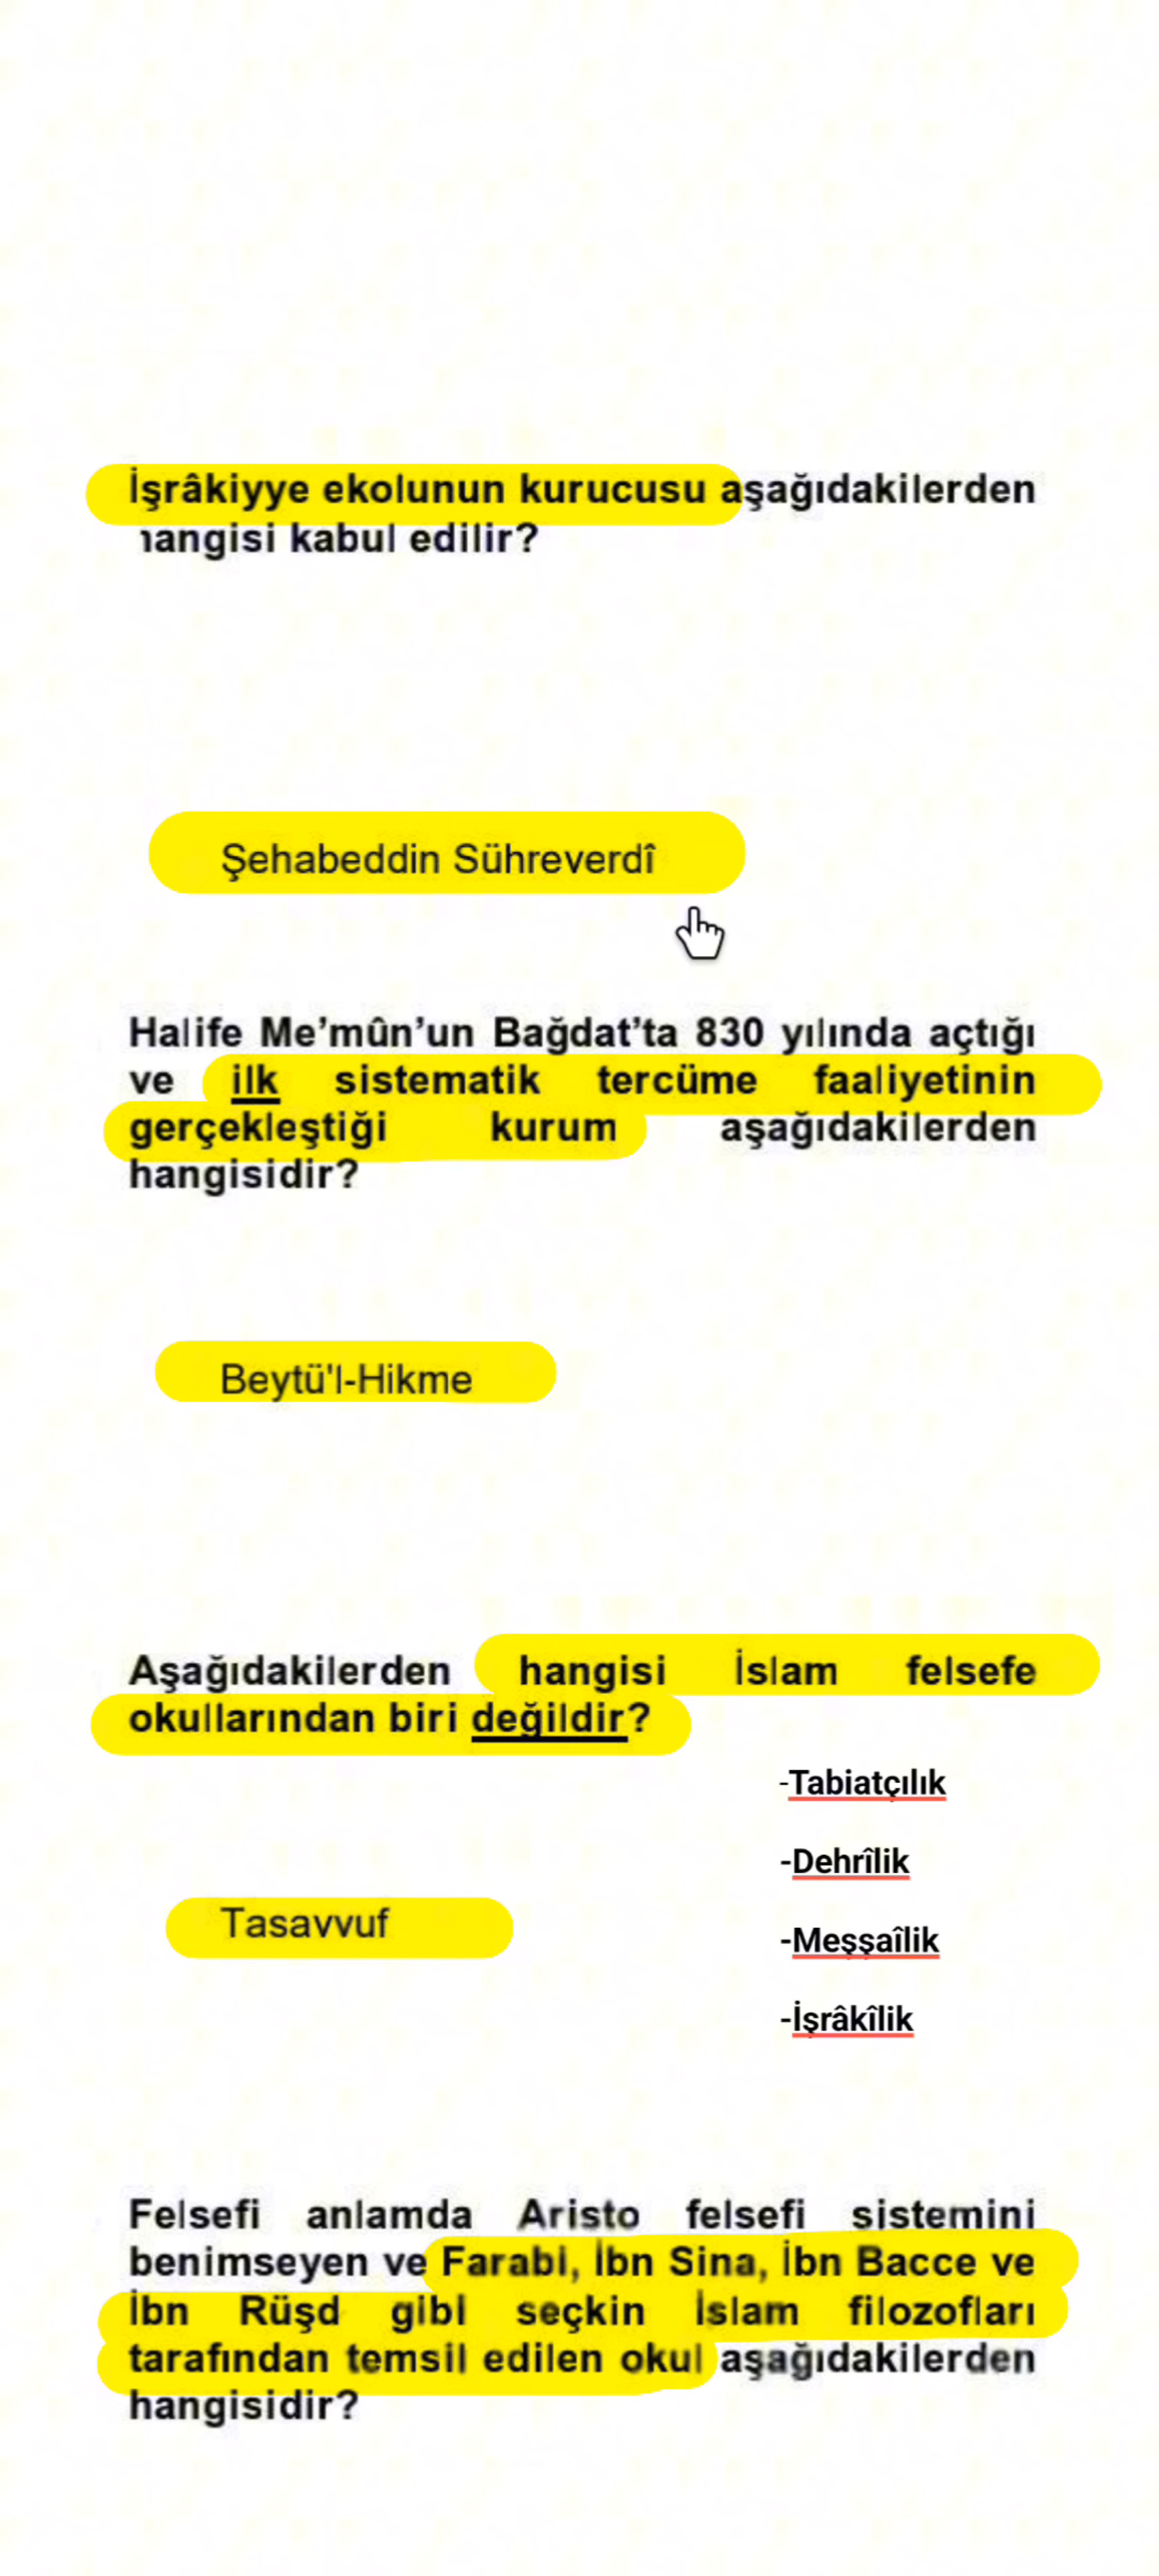 İşrâkiyye ekolunun kurucusu aşağıdakilerden
hangisi kabul edilir?
Şehabeddin Sühreverdî
Halife Me’mûn’un Bağdat’ta 830 yılında açtığı
ve ilk sistematik tercüme faaliyetinin
gerçekleştiği kurum aşağıdakilerden
hangisidir?
Beytü'l-Hikme
Aşağıdakilerden hangisi İslam felsefe
okullarından biri değildir?
-Tabiatçılık
-Dehrîlik
Tasavvuf
-Meşşaîlik
-İşrâkîlik
Felsefi anlamda Aristo felsefi sistemini
benimseyen ve Farabi, İbn Sina, İbn Bacce ve
İbn Rüşd gibi seçkin İslam filozofları
tarafından temsil edilen okul aşağıdakilerden
hangisidir?